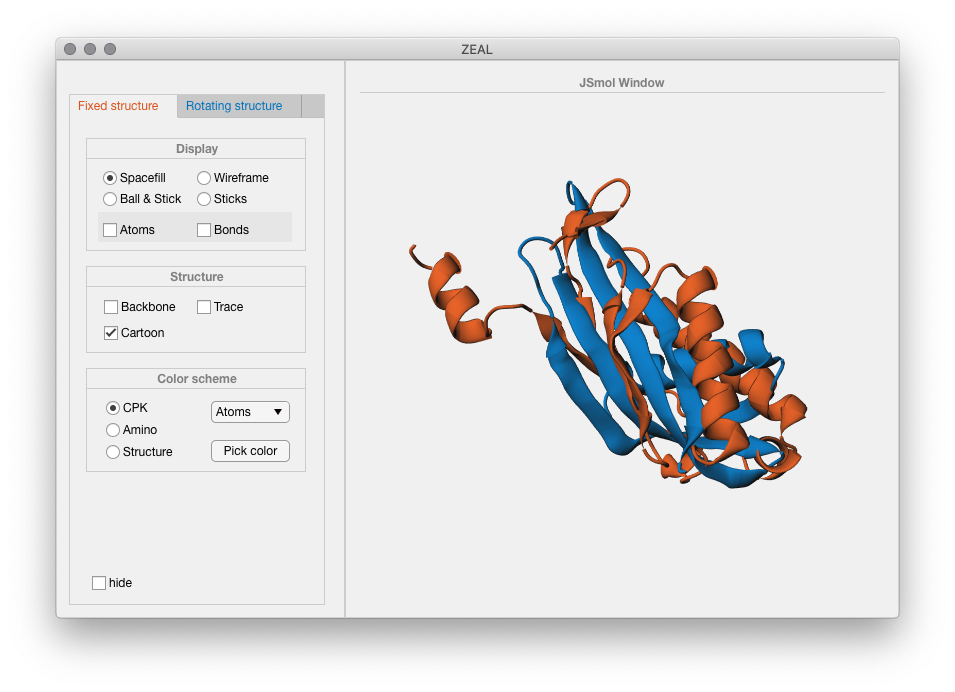 ZEAL
JSmol Window
Fixed structure Rotating structure
Display
Spacefill Wireframe
Ball & Stick Sticks
Atoms Bonds
Structure
Backbone Trace
Cartoon
Color scheme
CPK Atoms
Amino
Structure Pick color
hide